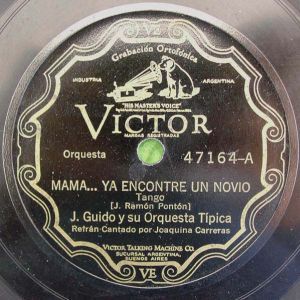 Grabación Ortofónica
INDUSTRIA ARGENTINA
"HIS MASTER'S VOICE"
VICTOR
MARCAS REGISTRADAS
Orquesta 47164-A
MAMA... YA ENCONTRE UN NOVIO
Tango
[J. Ramón Pontón]
J. Guido y su Orquesta Típica
Refrán-Cantado por Joaquina Carreras
VICTOR TALKING MACHINE CO.
SUCURSAL ARGENTINA,
BUENOS AIRES
VE